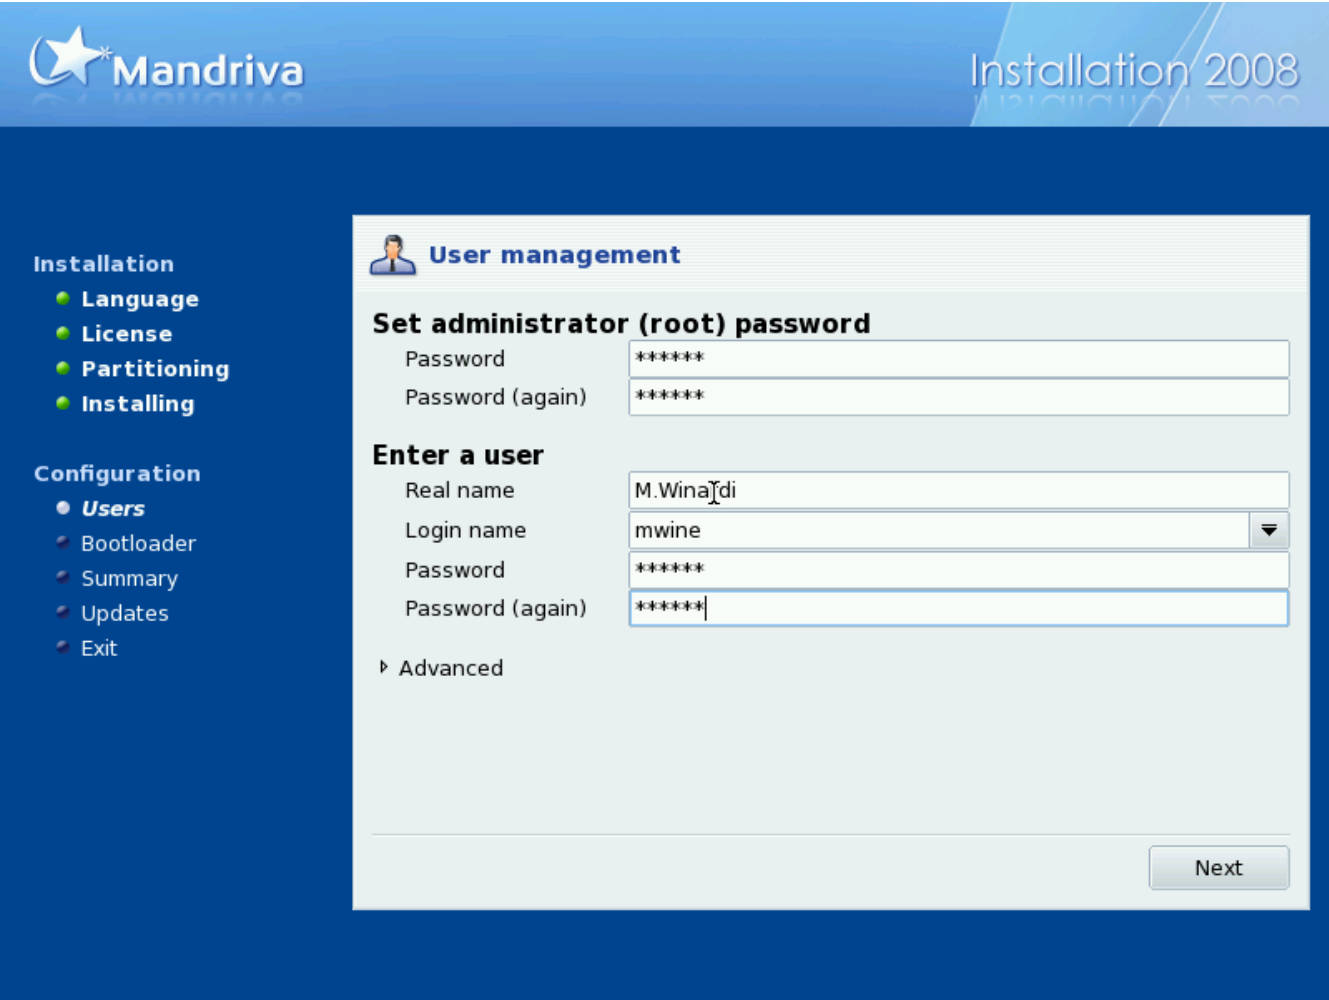 Mandriva
Installation 2008
Installation
Language
License
Partitioning
Installing
Configuration
Users
Bootloader
Summary
Updates
Exit
User management
Set administrator (root) password
Password ******
Password (again) ******
Enter a user
Real name M.Winardi
Login name mwine
Password ******
Password (again) ******
Advanced
Next